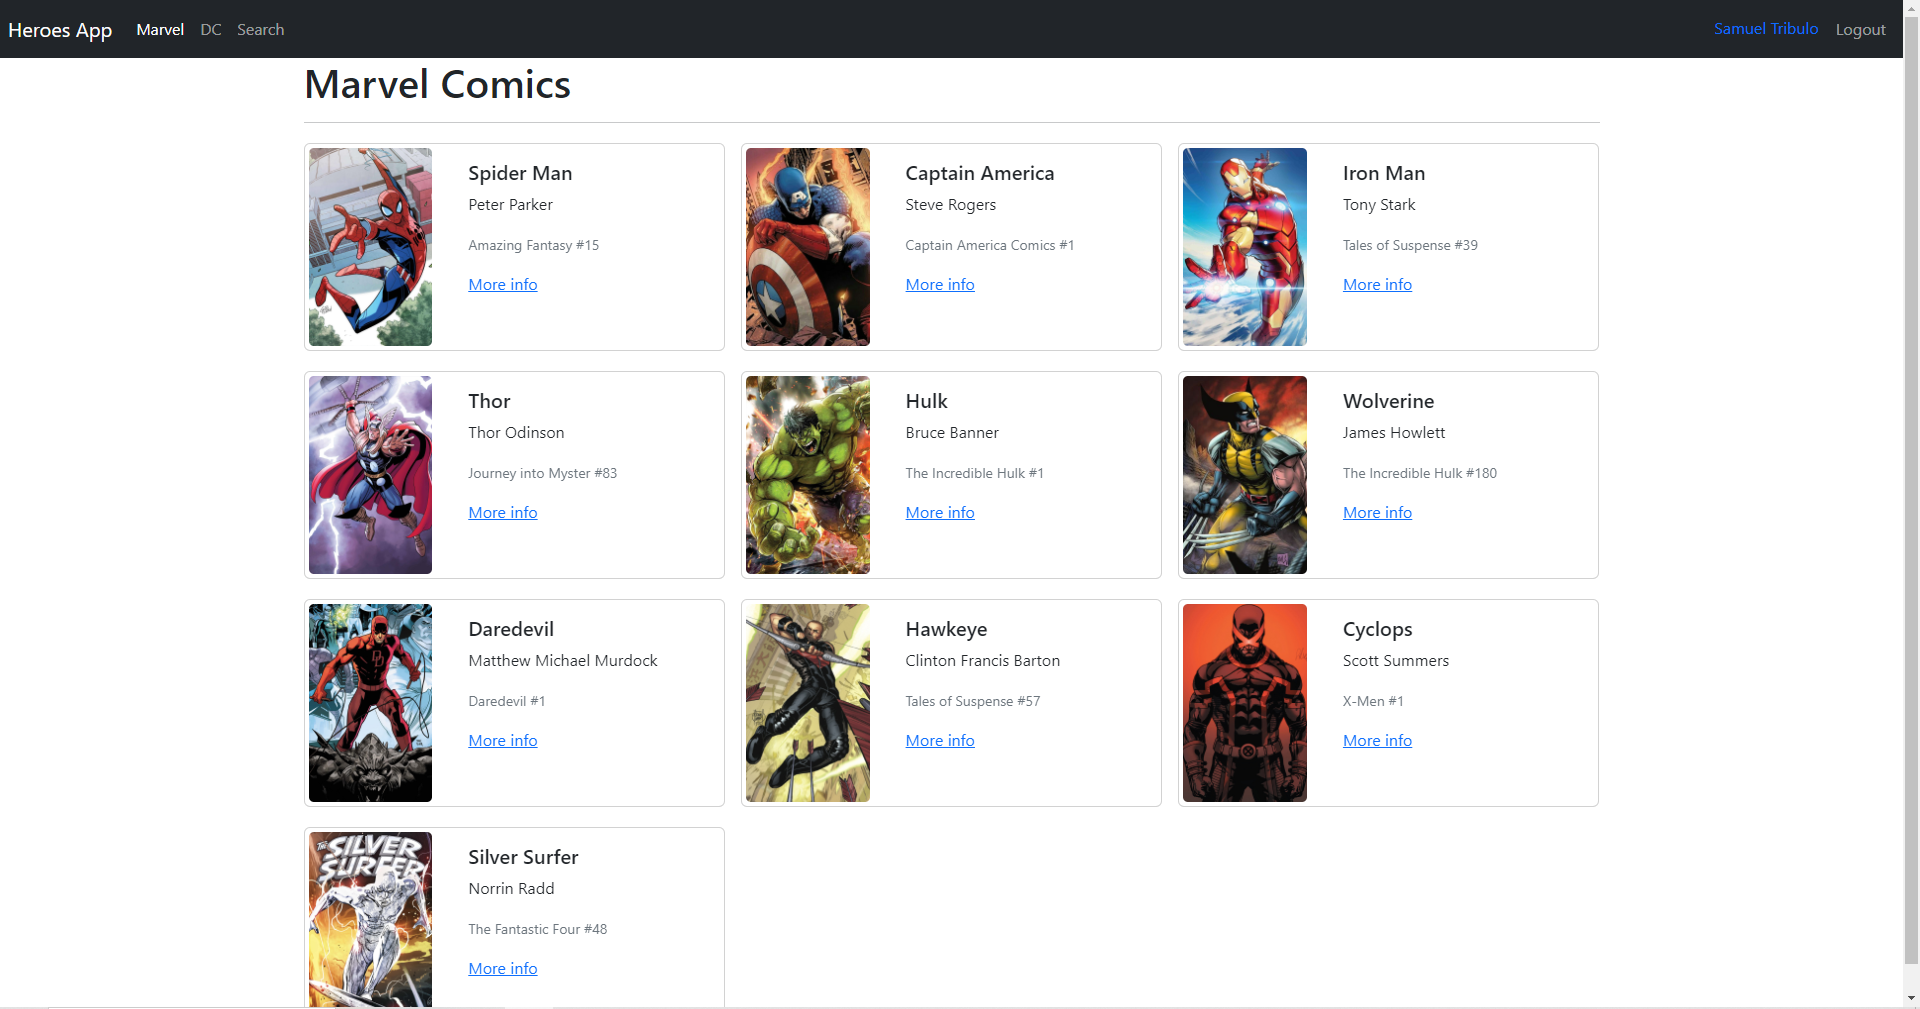 Heroes App Marvel DC Search Samuel Tribulo Logout
Marvel Comics
Spider Man
Peter Parker
Amazing Fantasy #15
More info
Captain America
Steve Rogers
Captain America Comics #1
More info
Iron Man
Tony Stark
Tales of Suspense #39
More info
Thor
Thor Odinson
Journey into Myster #83
More info
Hulk
Bruce Banner
The Incredible Hulk #1
More info
Wolverine
James Howlett
The Incredible Hulk #180
More info
Daredevil
Matthew Michael Murdock
Daredevil #1
More info
Hawkeye
Clinton Francis Barton
Tales of Suspense #57
More info
Cyclops
Scott Summers
X-Men #1
More info
THE SILVER
SURFER
Silver Surfer
Norrin Radd
The Fantastic Four #48
More info